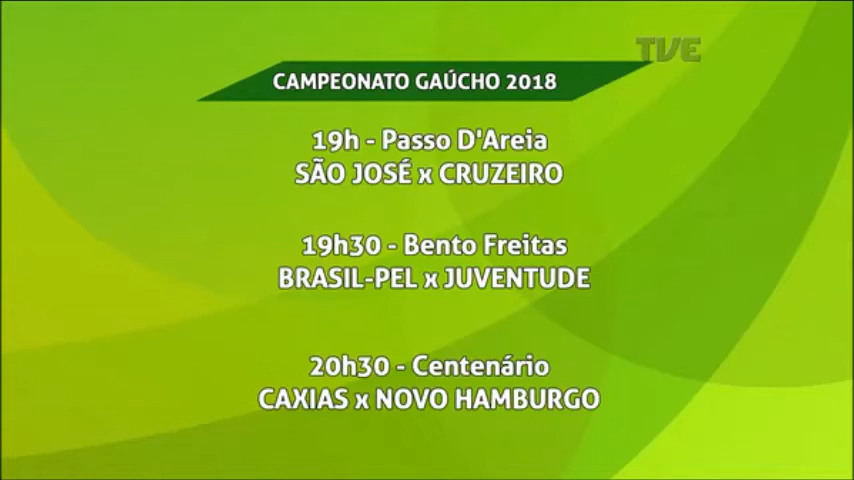 TVE
CAMPEONATO GAÚCHO 2018
19h - Passo D'Areia
SÃO JOSÉ x CRUZEIRO
19h30 - Bento Freitas
BRASIL-PEL x JUVENTUDE
20h30 - Centenário
CAXIAS x NOVO HAMBURGO